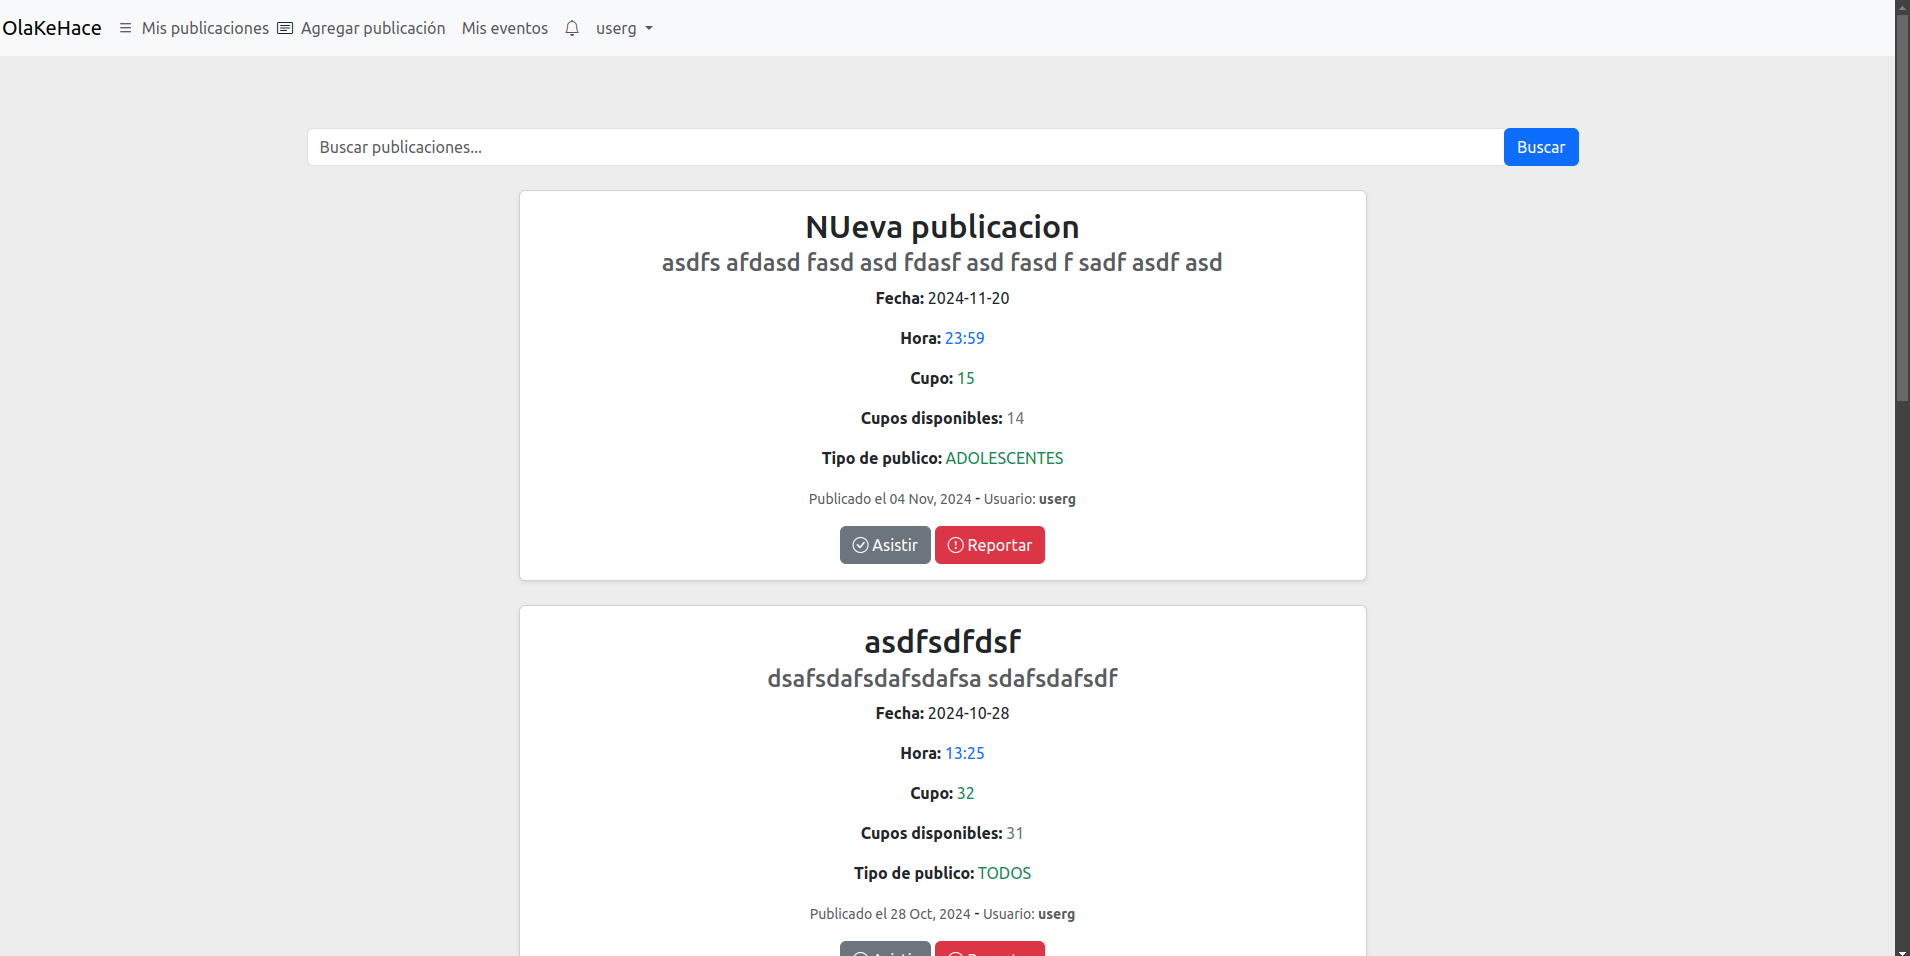 OlaKeHace Mis publicaciones Agregar publicación Mis eventos userg
Buscar publicaciones... Buscar
NUeva publicacion
asdfs afdasd fasd asd fdasf asd fasd f sadf asdf asd
Fecha: 2024-11-20
Hora: 23:59
Cupo: 15
Cupos disponibles: 14
Tipo de publico: ADOLESCENTES
Publicado el 04 Nov, 2024 - Usuario: userg
Asistir Reportar
asdfsdfdsf
dsafsdafsdafsdafsa sdafsdafsdf
Fecha: 2024-10-28
Hora: 13:25
Cupo: 32
Cupos disponibles: 31
Tipo de publico: TODOS
Publicado el 28 Oct, 2024 - Usuario: userg